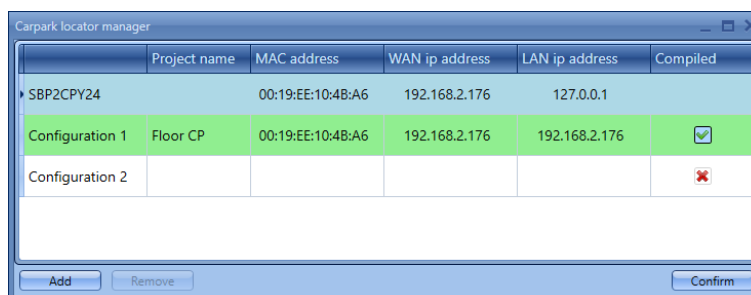 Carpark locator manager
Project name MAC address WAN ip address LAN ip address Compiled
SBP2CPY24 00:19:EE:10:4B:A6 192.168.2.176 127.0.0.1
Configuration 1 Floor CP 00:19:EE:10:4B:A6 192.168.2.176 192.168.2.176
Configuration 2
Add Remove Confirm